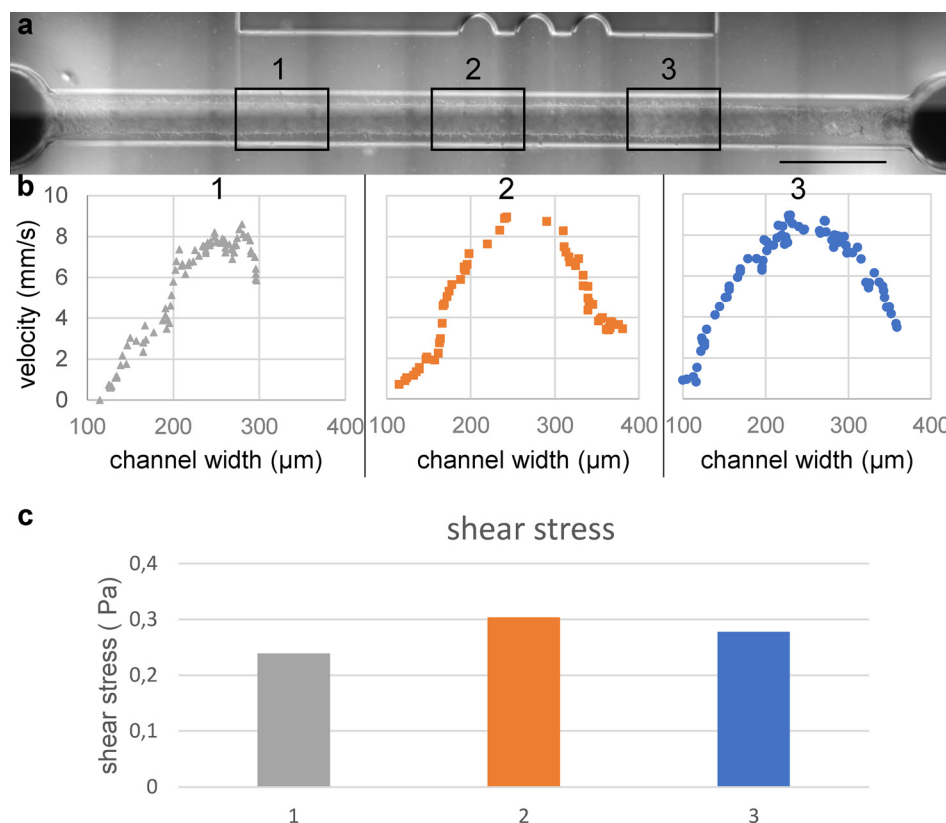 a
1 2 3
b
1 2 3
velocity (mm/s)
10
8
6
4
2
0
100 200 300 400
100 200 300 400
100 200 300 400
channel width (µm) channel width (µm) channel width (µm)
c
shear stress
shear stress ( Pa)
0,4
0,3
0,2
0,1
0
1 2 3